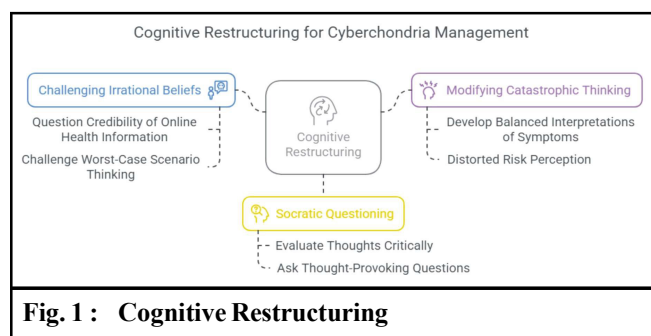 Cognitive Restructuring for Cyberchondria Management
Challenging Irrational Beliefs
Question Credibility of Online
Health Information
Challenge Worst-Case Scenario
Thinking
Cognitive
Restructuring
Modifying Catastrophic Thinking
Develop Balanced Interpretations
of Symptoms
Distorted Risk Perception
Socratic Questioning
Evaluate Thoughts Critically
Ask Thought-Provoking Questions
Fig. 1 : Cognitive Restructuring